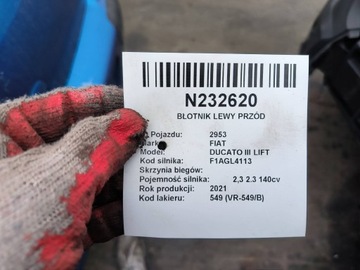 N232620
BŁOTNIK LEWY PRZÓD
Pojazdu: 2953
FIAT
Model: DUCATO III LIFT
Kod silnika: F1AGL4113
Skrzynia biegów:
Pojemność silnika: 2,3 2.3 140cv
Rok produkcji: 2021
Kod lakieru: 549 (VR-549/B)